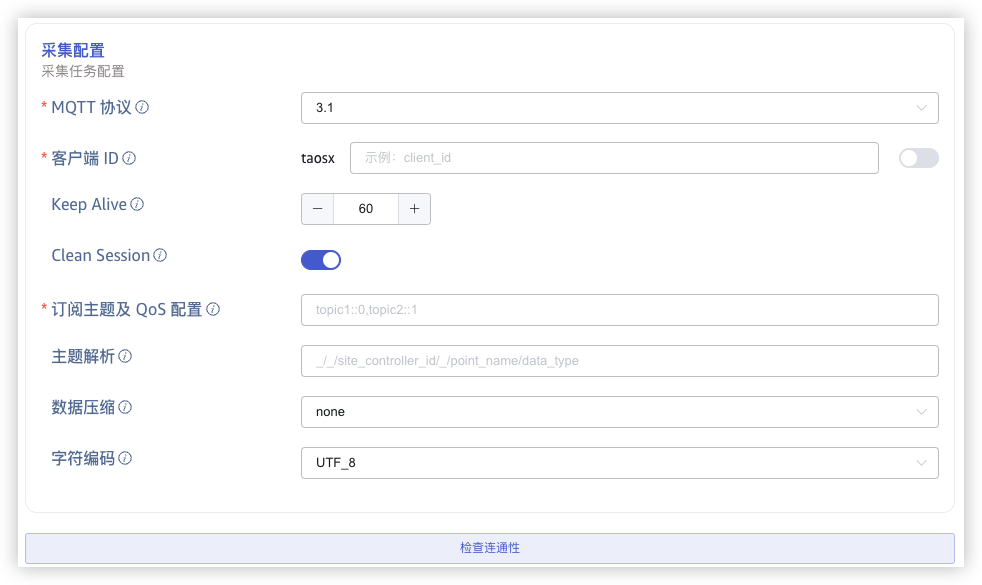 采集配置
采集任务配置
* MQTT 协议
3.1
* 客户端 ID
taosx
示例：client_id
Keep Alive
60
Clean Session
* 订阅主题及 QoS 配置
topic1::0,topic2::1
主题解析
_/_/site_controller_id/_/point_name/data_type
数据压缩
none
字符编码
UTF_8
检查连通性